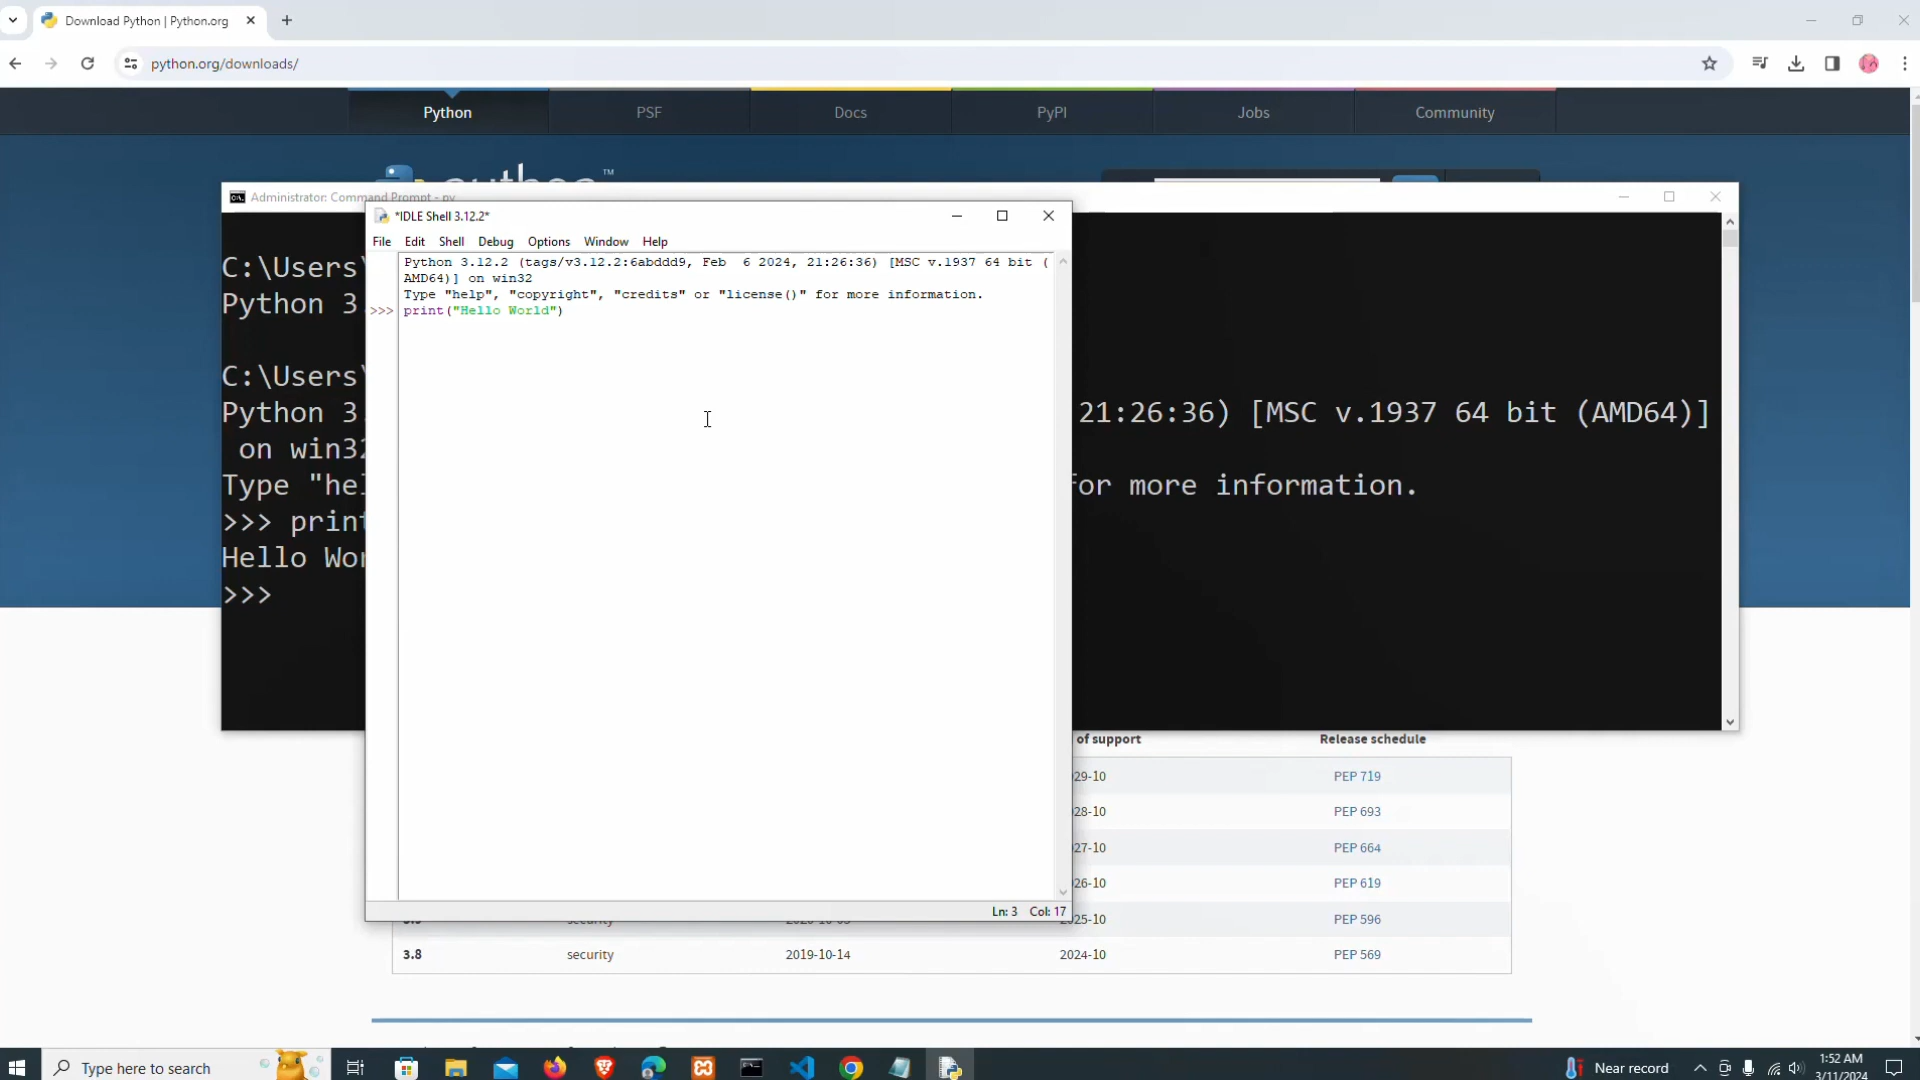 Download Python | Python.org
python.org/downloads/
Python PSF Docs PyPI Jobs Community
TM
Administrator: Command Prompt - py
*IDLE Shell 3.12.2*
File Edit Shell Debug Options Window Help
Python 3.12.2 (tags/v3.12.2:6abddd9, Feb  6 2024, 21:26:36) [MSC v.1937 64 bit (
AMD64)] on win32
Type "help", "copyright", "credits" or "license()" for more information.
>>> print("Hello World")
Ln: 3 Col: 17
C:\Users\
Python 3
C:\Users\
Python 3. 21:26:36) [MSC v.1937 64 bit (AMD64)]
on win32
Type "hel for more information.
>>> print
Hello Wor
>>>
of support Release schedule
29-10 PEP 719
28-10 PEP 693
27-10 PEP 664
26-10 PEP 619
security 25-10 PEP 596
3.8 security 2019-10-14 2024-10 PEP 569
Type here to search
Near record
1:52 AM
3/11/2024